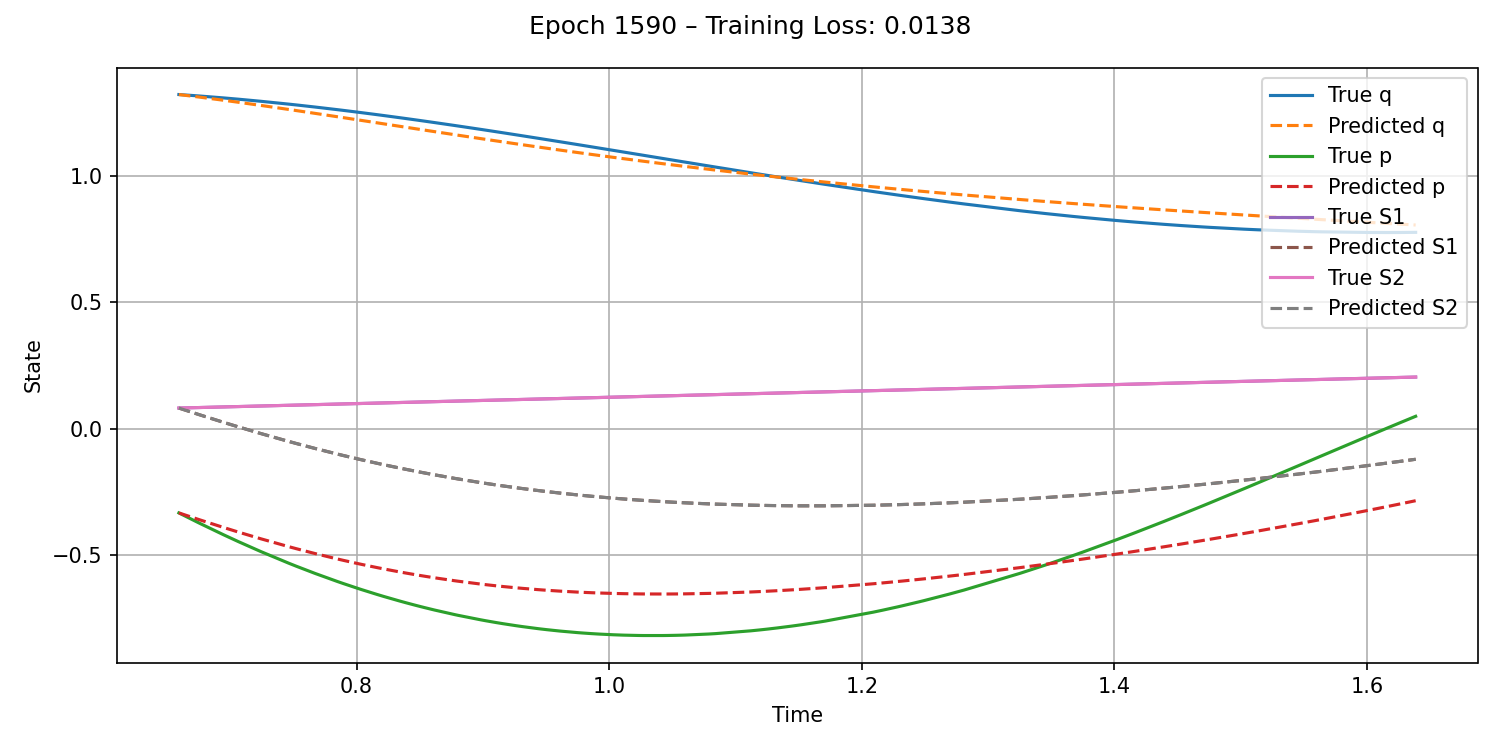 Epoch 1590 – Training Loss: 0.0138
True q
Predicted q
True p
Predicted p
True S1
Predicted S1
True S2
Predicted S2
State
1.0
0.5
0.0
−0.5
0.8
1.0
1.2
1.4
1.6
Time